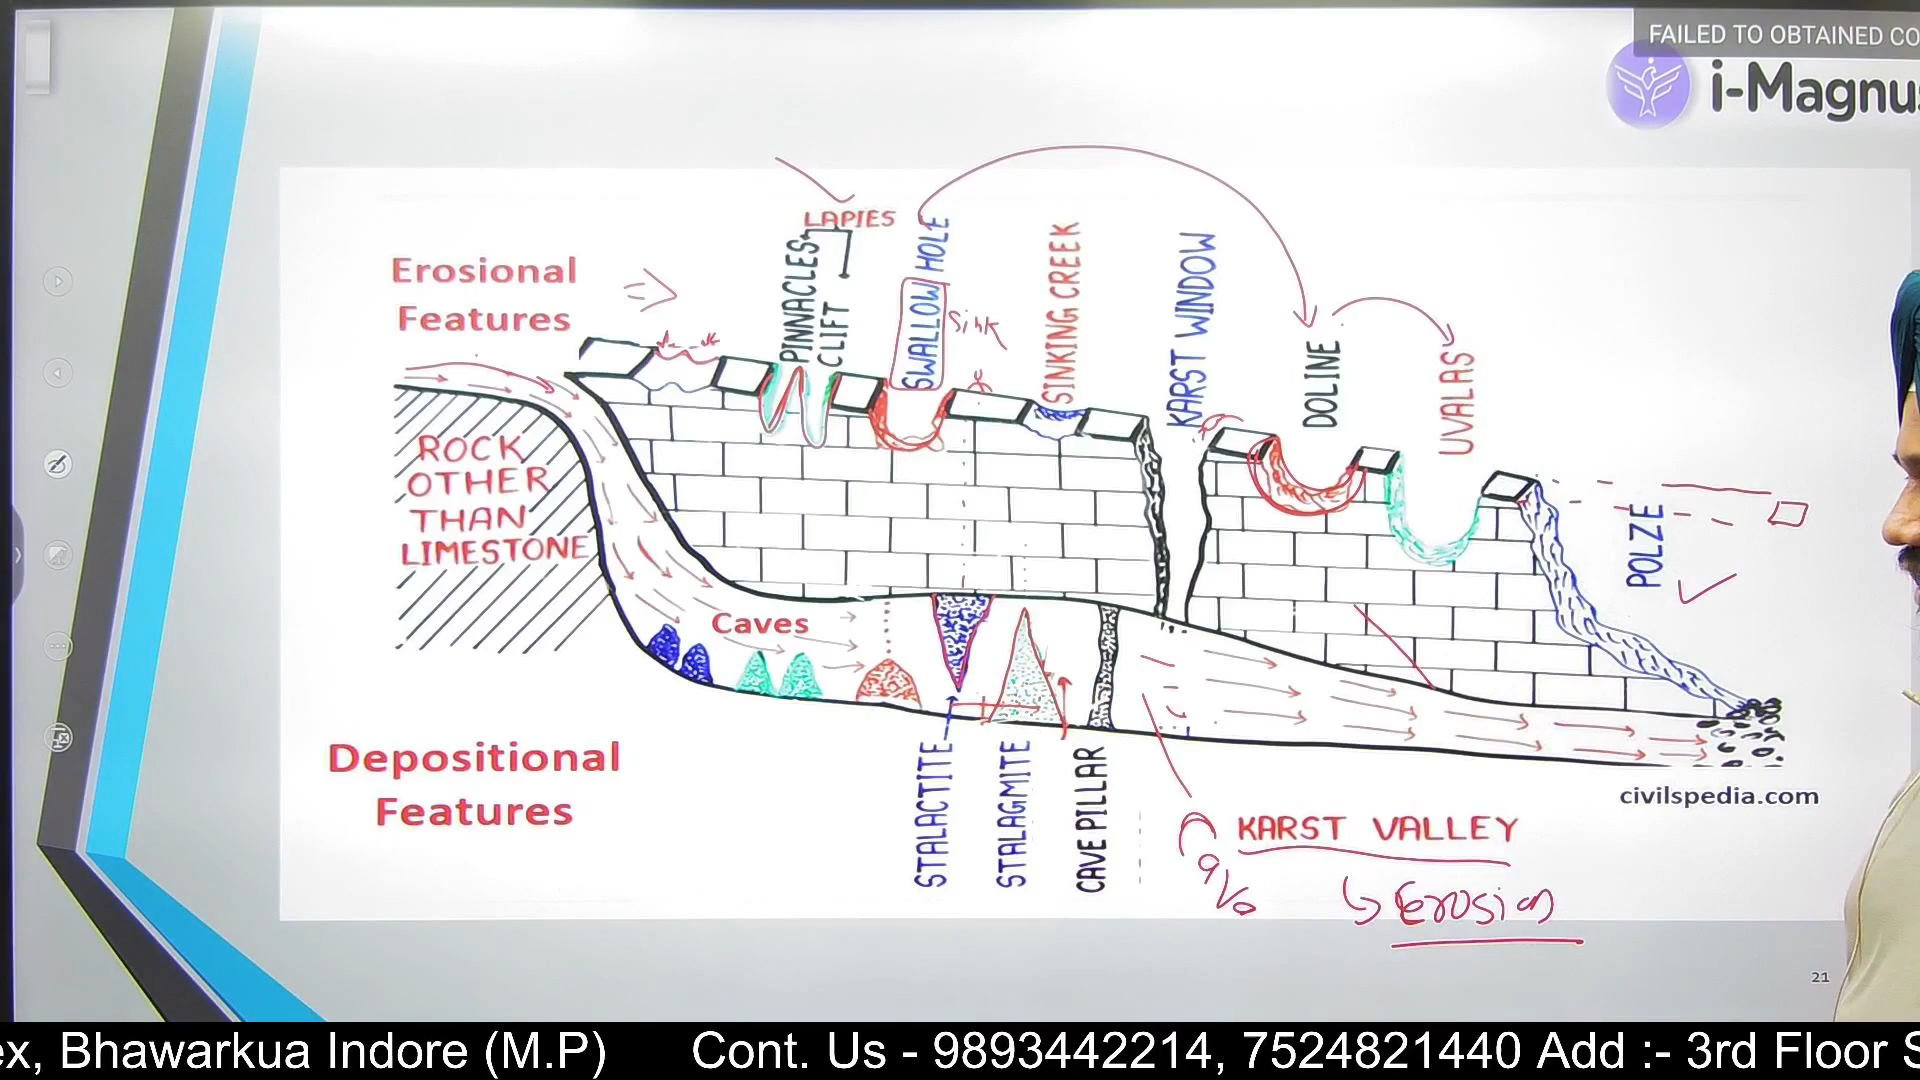 FAILED TO OBTAINED CO
i-Magnus
LAPIES
PINNACLES
CLIFT
SWALLOW HOLE
Sink
SINKING CREEK
KARST WINDOW
DOLINE
UVALAS
POLZE
Erosional
Features
ROCK
OTHER
THAN
LIMESTONE
Caves
Depositional
Features
STALACTITE
STALAGMITE
CAVE PILLAR
civilspedia.com
KARST VALLEY
Erosion
21
ex, Bhawarkua Indore (M.P) Cont. Us - 9893442214, 7524821440 Add :- 3rd Floor S